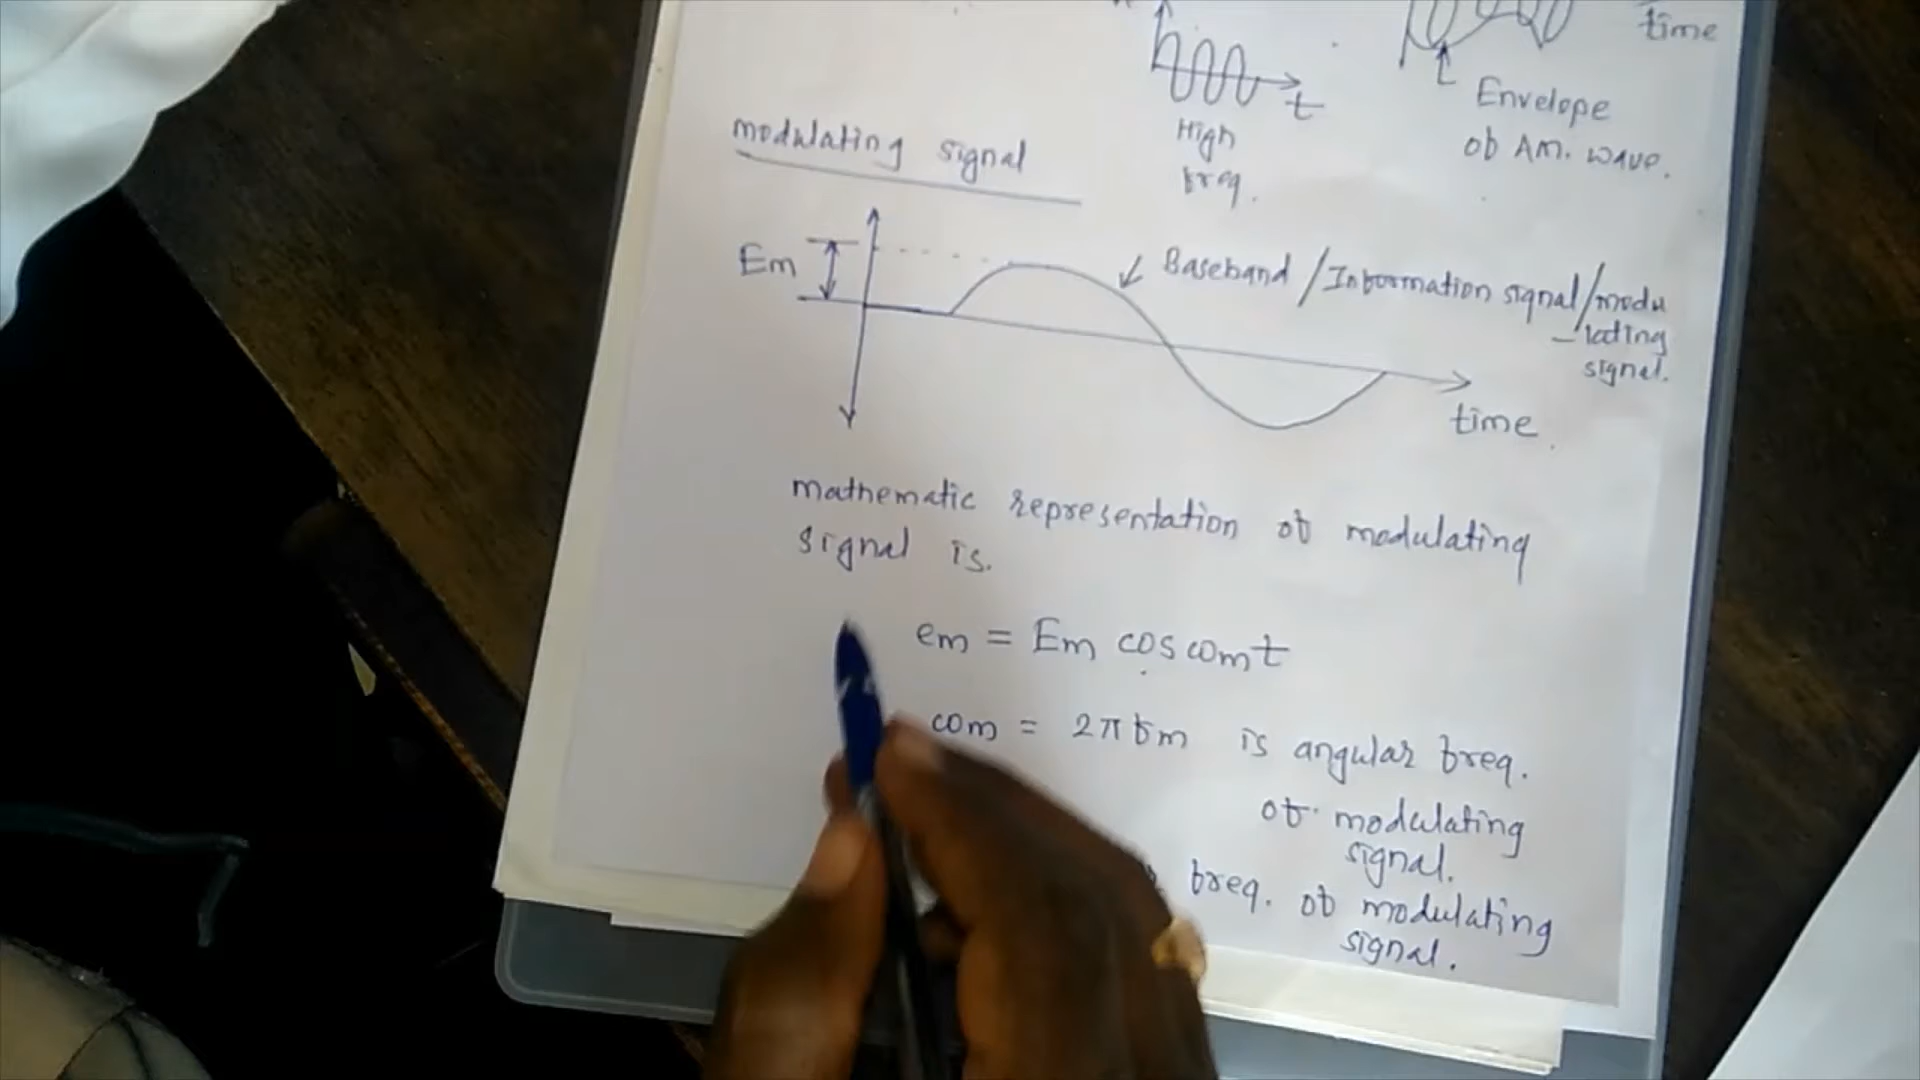 time
t
Envelope
of AM. wave.
High
freq.
modulating signal
Em
Baseband / Information signal / modu
-lating
signal.
time.
mathematic representation of modulating
signal is.
em = Em cos ωmt
ωm = 2πfm is angular freq.
of modulating
signal.
freq. of modulating
signal.